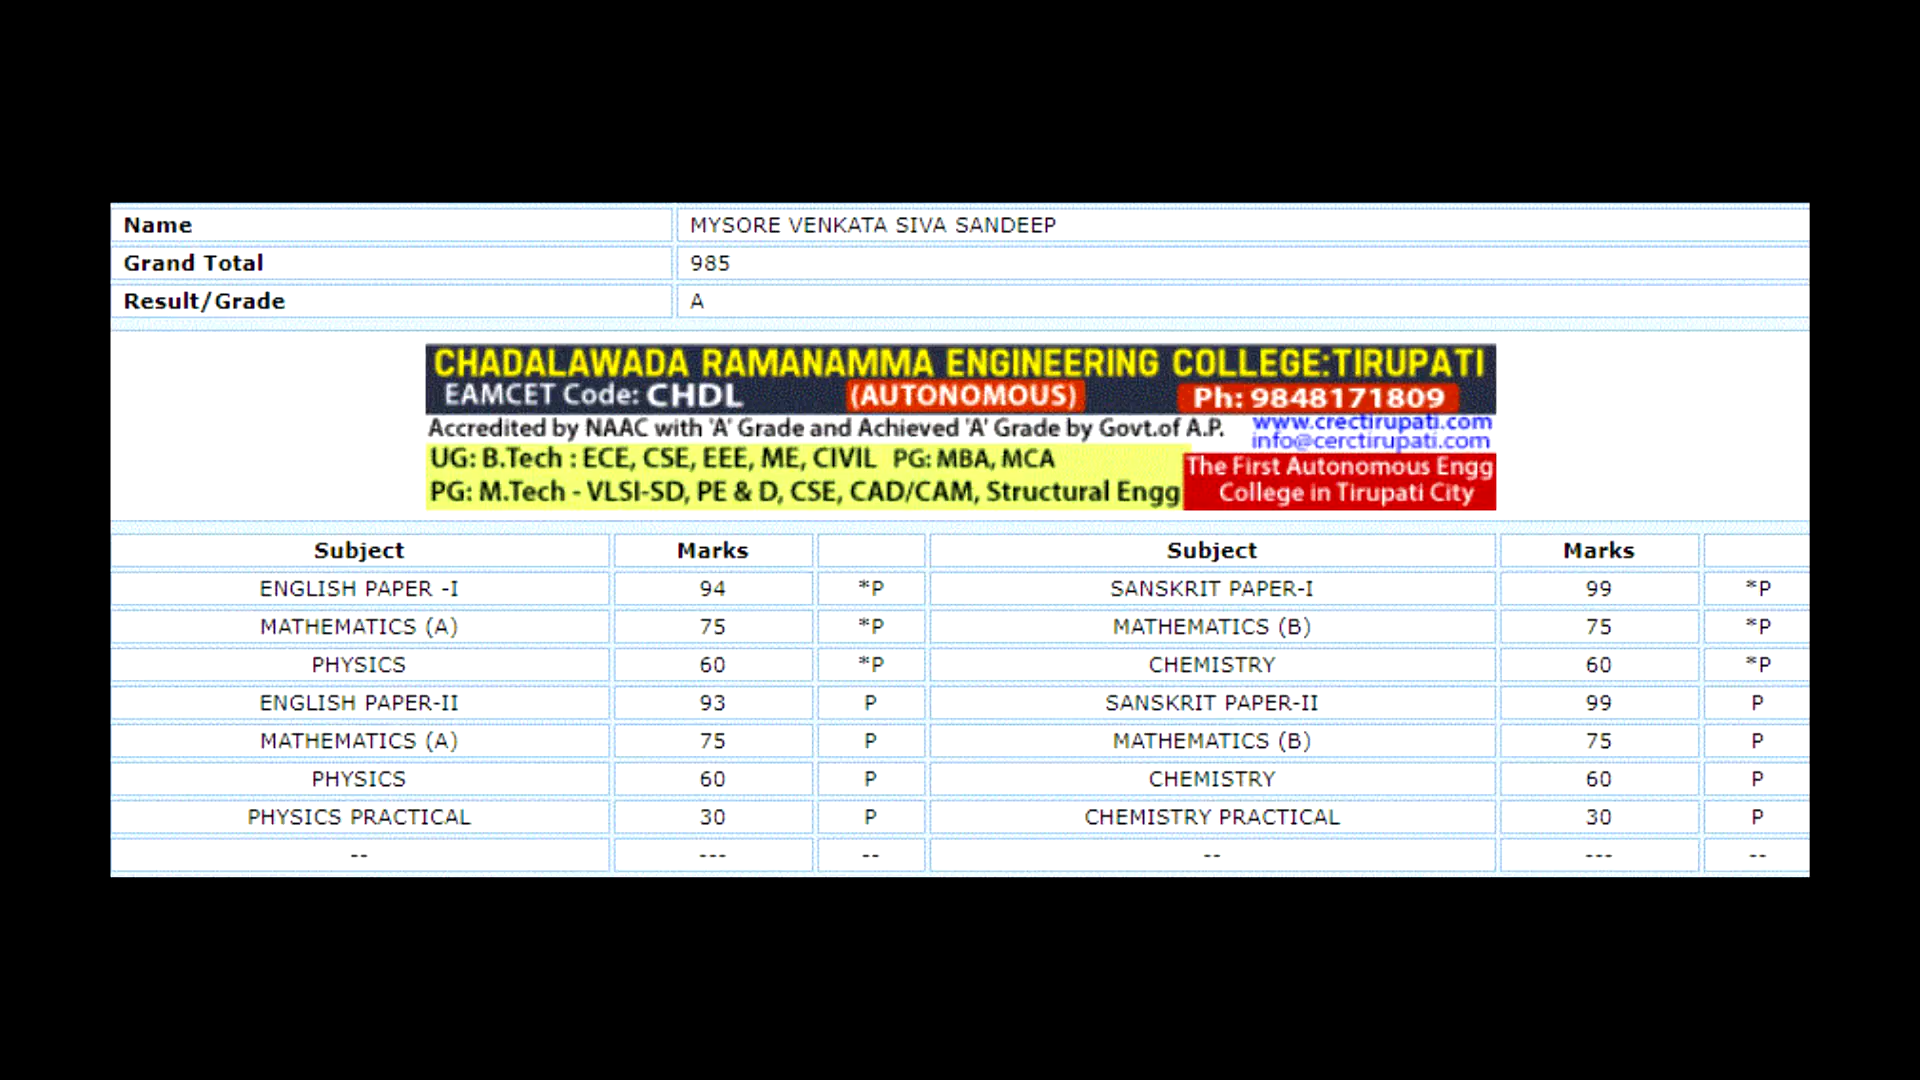 Name MYSORE VENKATA SIVA SANDEEP
Grand Total 985
Result/Grade A
CHADALAWADA RAMANAMMA ENGINEERING COLLEGE:TIRUPATI
EAMCET Code: CHDL (AUTONOMOUS) Ph: 9848171809
Accredited by NAAC with 'A' Grade and Achieved 'A' Grade by Govt.of A.P. www.crectirupati.com
info@cerctirupati.com
UG: B.Tech : ECE, CSE, EEE, ME, CIVIL PG: MBA, MCA
The First Autonomous Engg
PG: M.Tech - VLSI-SD, PE & D, CSE, CAD/CAM, Structural Engg College in Tirupati City
Subject Marks Subject Marks
ENGLISH PAPER -I 94 *P SANSKRIT PAPER-I 99 *P
MATHEMATICS (A) 75 *P MATHEMATICS (B) 75 *P
PHYSICS 60 *P CHEMISTRY 60 *P
ENGLISH PAPER-II 93 P SANSKRIT PAPER-II 99 P
MATHEMATICS (A) 75 P MATHEMATICS (B) 75 P
PHYSICS 60 P CHEMISTRY 60 P
PHYSICS PRACTICAL 30 P CHEMISTRY PRACTICAL 30 P
-- --- -- -- --- --